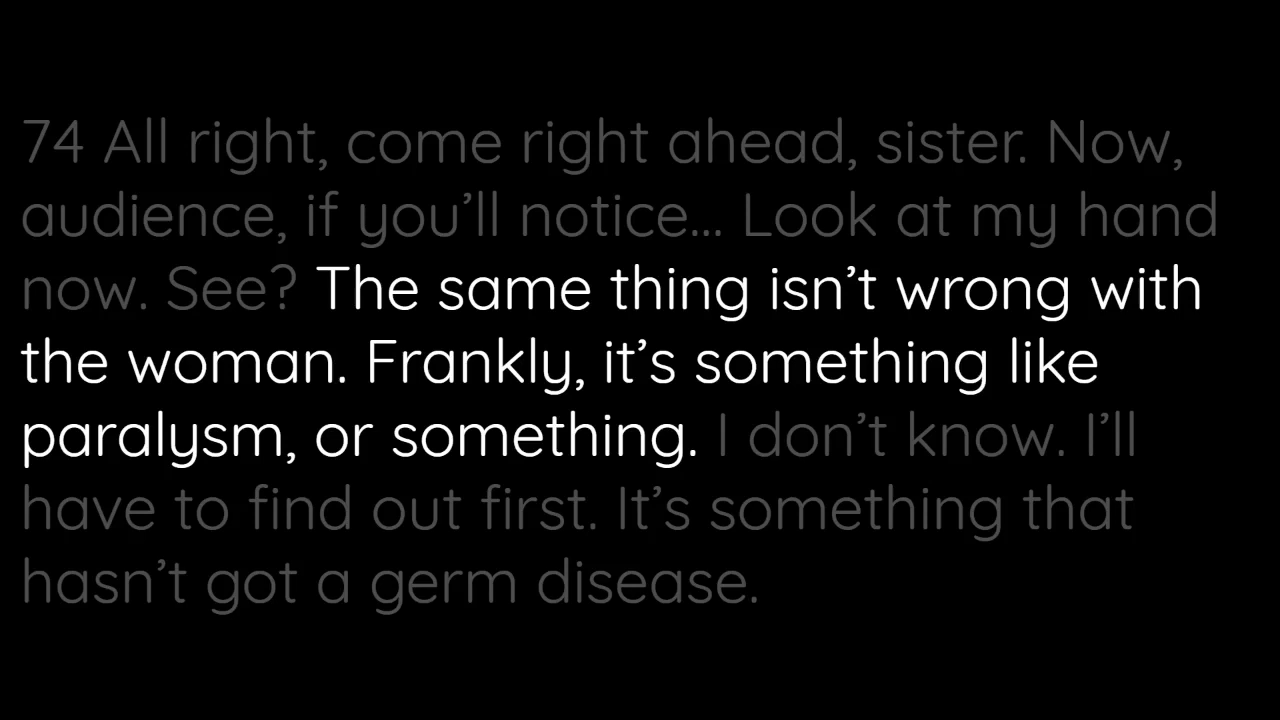 74 All right, come right ahead, sister. Now,
audience, if you’ll notice... Look at my hand
now. See? The same thing isn’t wrong with
the woman. Frankly, it’s something like
paralysm, or something. I don’t know. I’ll
have to find out first. It’s something that
hasn’t got a germ disease.